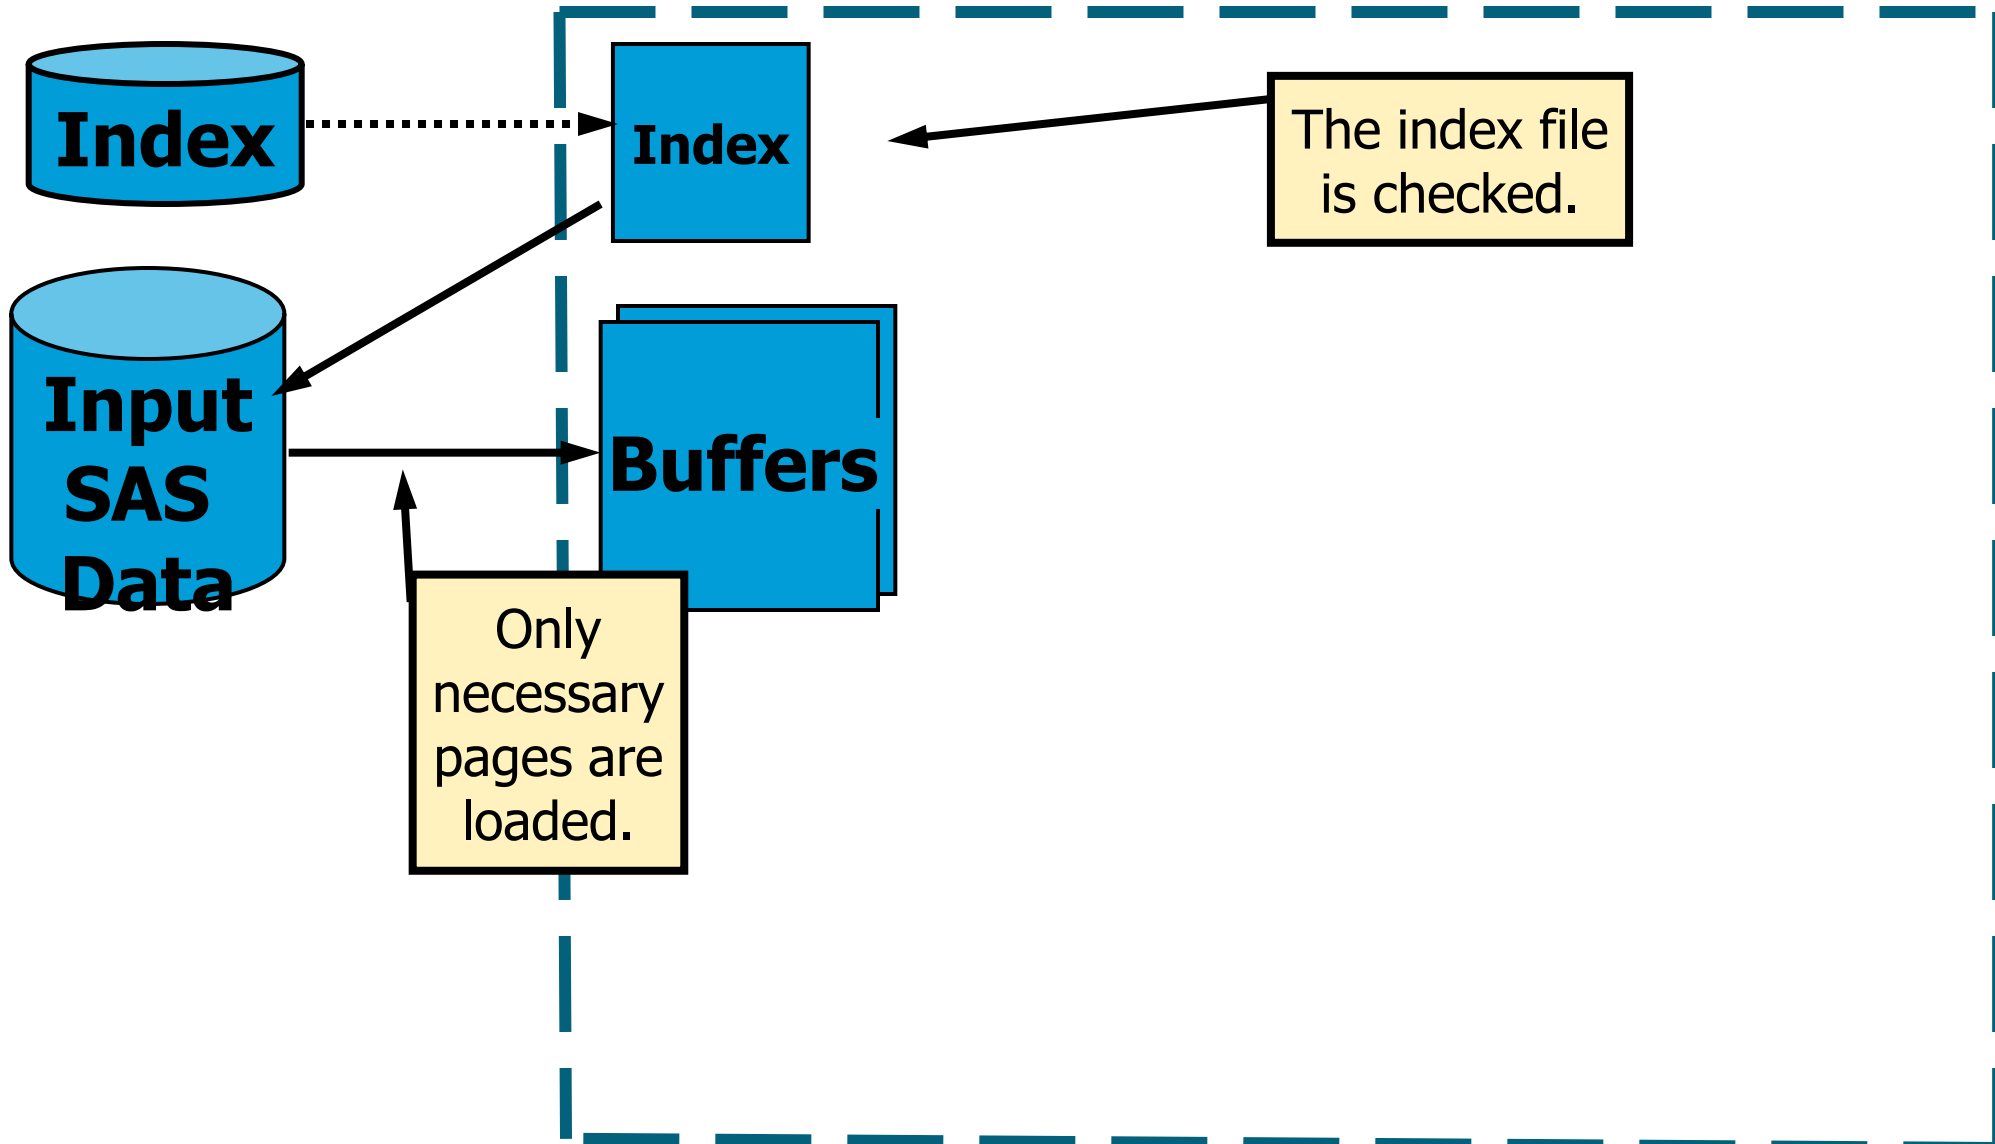 Index
Index
The index file
is checked.
Input
SAS
Data
Buffers
Only
necessary
pages are
loaded.